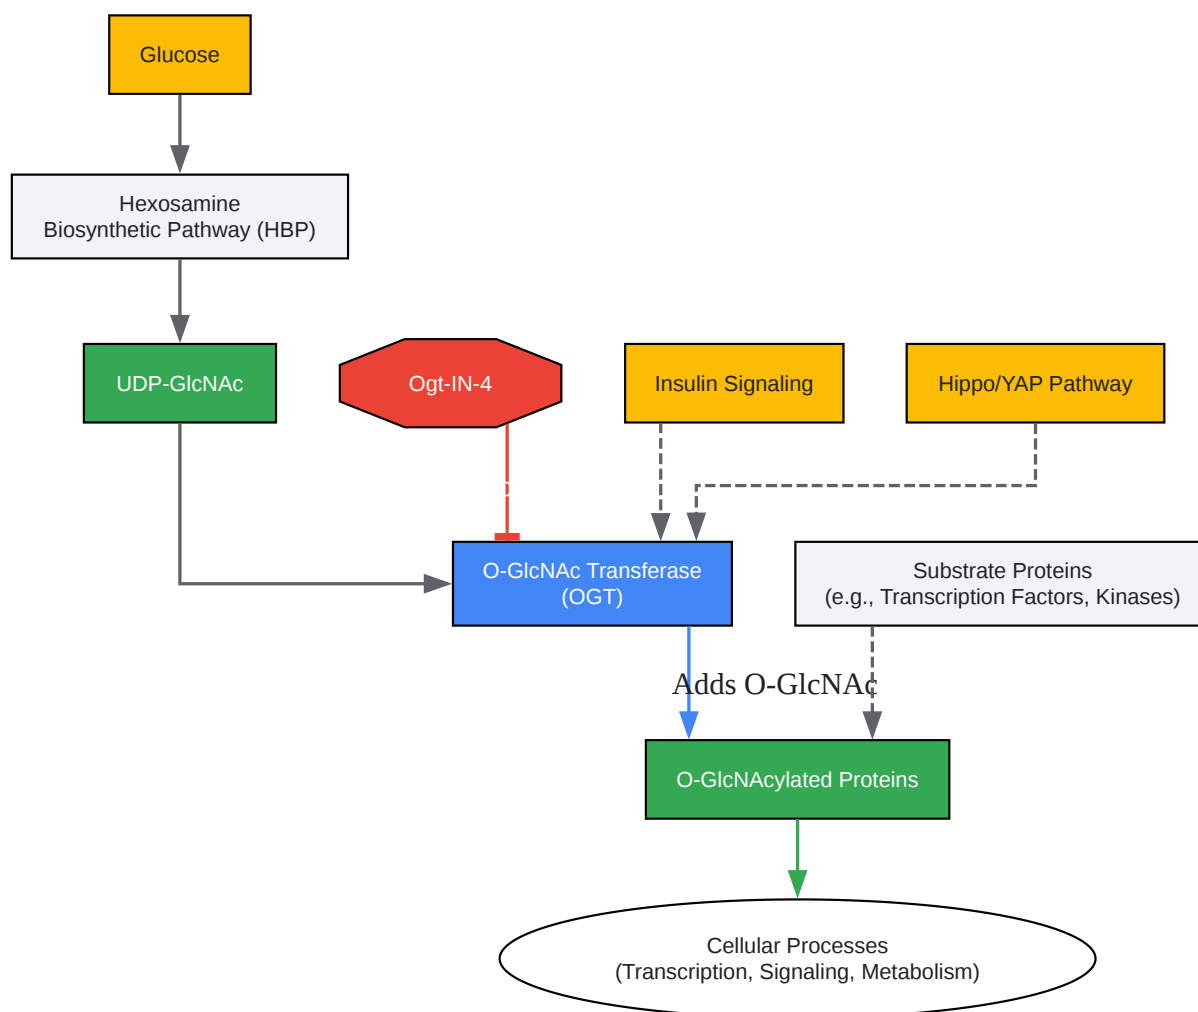 Glucose
Hexosamine
Biosynthetic Pathway (HBP)
UDP-GlcNAc
Ogt-IN-4
Insulin Signaling
Hippo/YAP Pathway
O-GlcNAc Transferase
(OGT)
Substrate Proteins
(e.g., Transcription Factors, Kinases)
Adds O-GlcNAc
O-GlcNAcylated Proteins
Cellular Processes
(Transcription, Signaling, Metabolism)